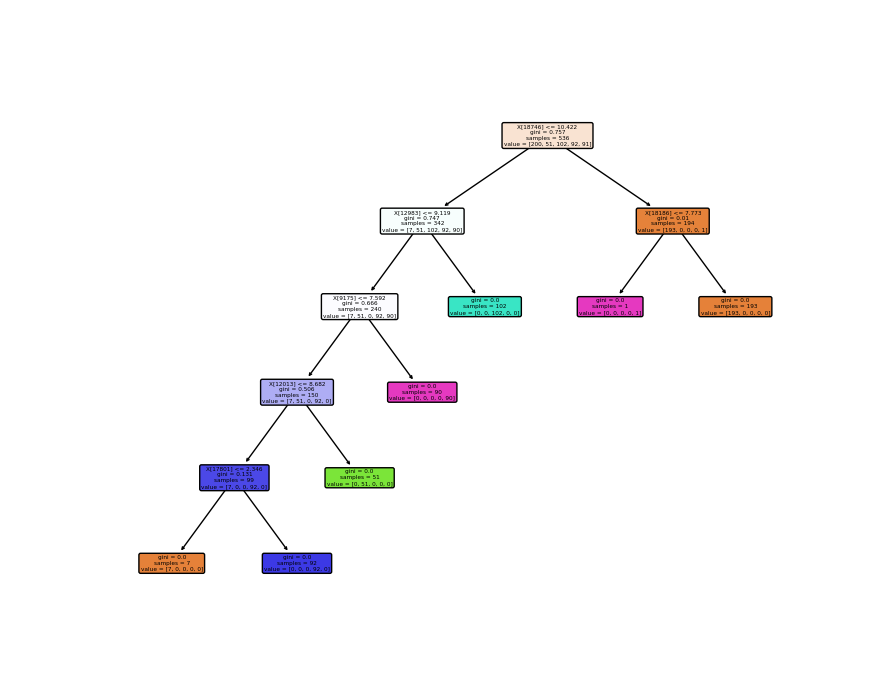 X[18746] <= 10.422
gini = 0.757
samples = 536
value = [200, 51, 102, 92, 91]
X[12983] <= 9.119
gini = 0.747
samples = 342
value = [7, 51, 102, 92, 90]
X[18186] <= 7.773
gini = 0.01
samples = 194
value = [193, 0, 0, 0, 1]
X[9175] <= 7.592
gini = 0.666
samples = 240
value = [7, 51, 0, 92, 90]
gini = 0.0
samples = 102
value = [0, 0, 102, 0, 0]
gini = 0.0
samples = 1
value = [0, 0, 0, 0, 1]
gini = 0.0
samples = 193
value = [193, 0, 0, 0, 0]
X[12013] <= 8.682
gini = 0.506
samples = 150
value = [7, 51, 0, 92, 0]
gini = 0.0
samples = 90
value = [0, 0, 0, 0, 90]
X[17801] <= 2.346
gini = 0.131
samples = 99
value = [7, 0, 0, 92, 0]
gini = 0.0
samples = 51
value = [0, 51, 0, 0, 0]
gini = 0.0
samples = 7
value = [7, 0, 0, 0, 0]
gini = 0.0
samples = 92
value = [0, 0, 0, 92, 0]